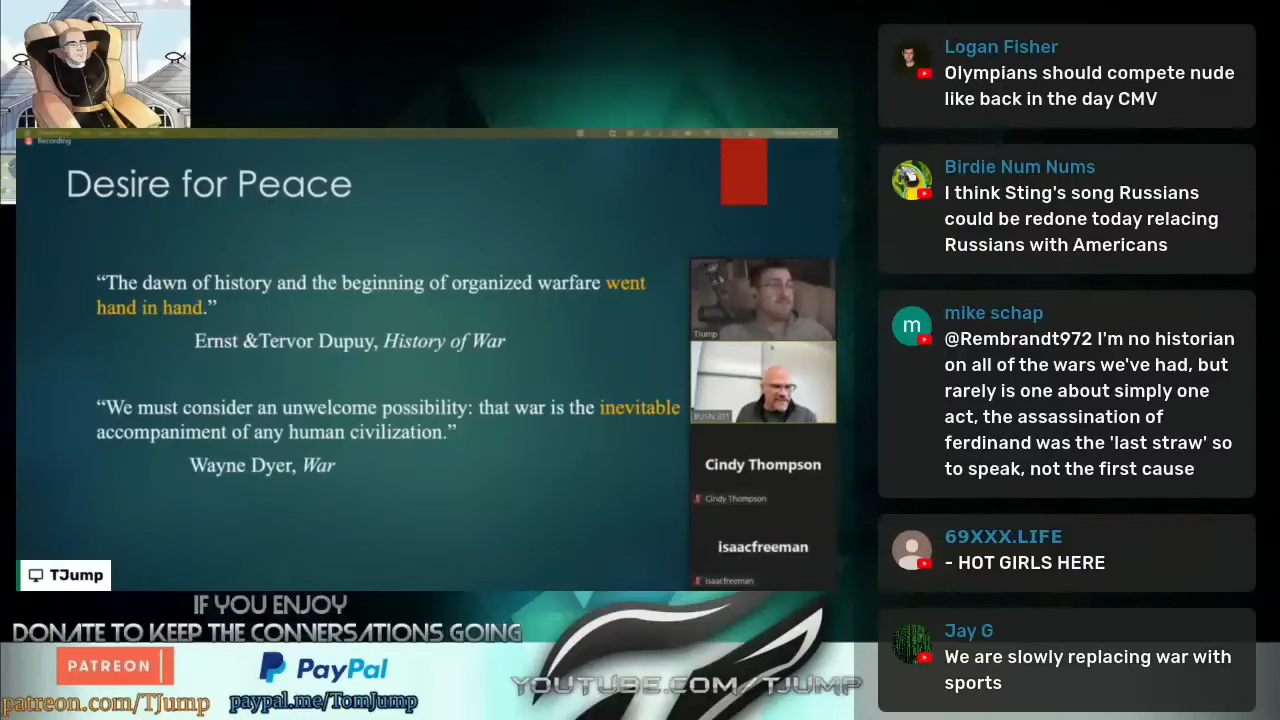 Recording
Desire for Peace
“The dawn of history and the beginning of organized warfare went
hand in hand.”
Ernst &Tervor Dupuy, History of War
“We must consider an unwelcome possibility: that war is the inevitable
accompaniment of any human civilization.”
Wayne Dyer, War
TJump
BUSN 201
Cindy Thompson
Cindy Thompson
isaacfreeman
isaacfreeman
TJump
IF YOU ENJOY
DONATE TO KEEP THE CONVERSATIONS GOING
PATREON
PayPal
patreon.com/TJump
paypal.me/TomJump
YOUTUBE.COM/TJUMP
Logan Fisher
Olympians should compete nude
like back in the day CMV
Birdie Num Nums
I think Sting's song Russians
could be redone today relacing
Russians with Americans
m
mike schap
@Rembrandt972 I'm no historian
on all of the wars we've had, but
rarely is one about simply one
act, the assassination of
ferdinand was the 'last straw' so
to speak, not the first cause
69XXX.LIFE
- HOT GIRLS HERE
Jay G
We are slowly replacing war with
sports